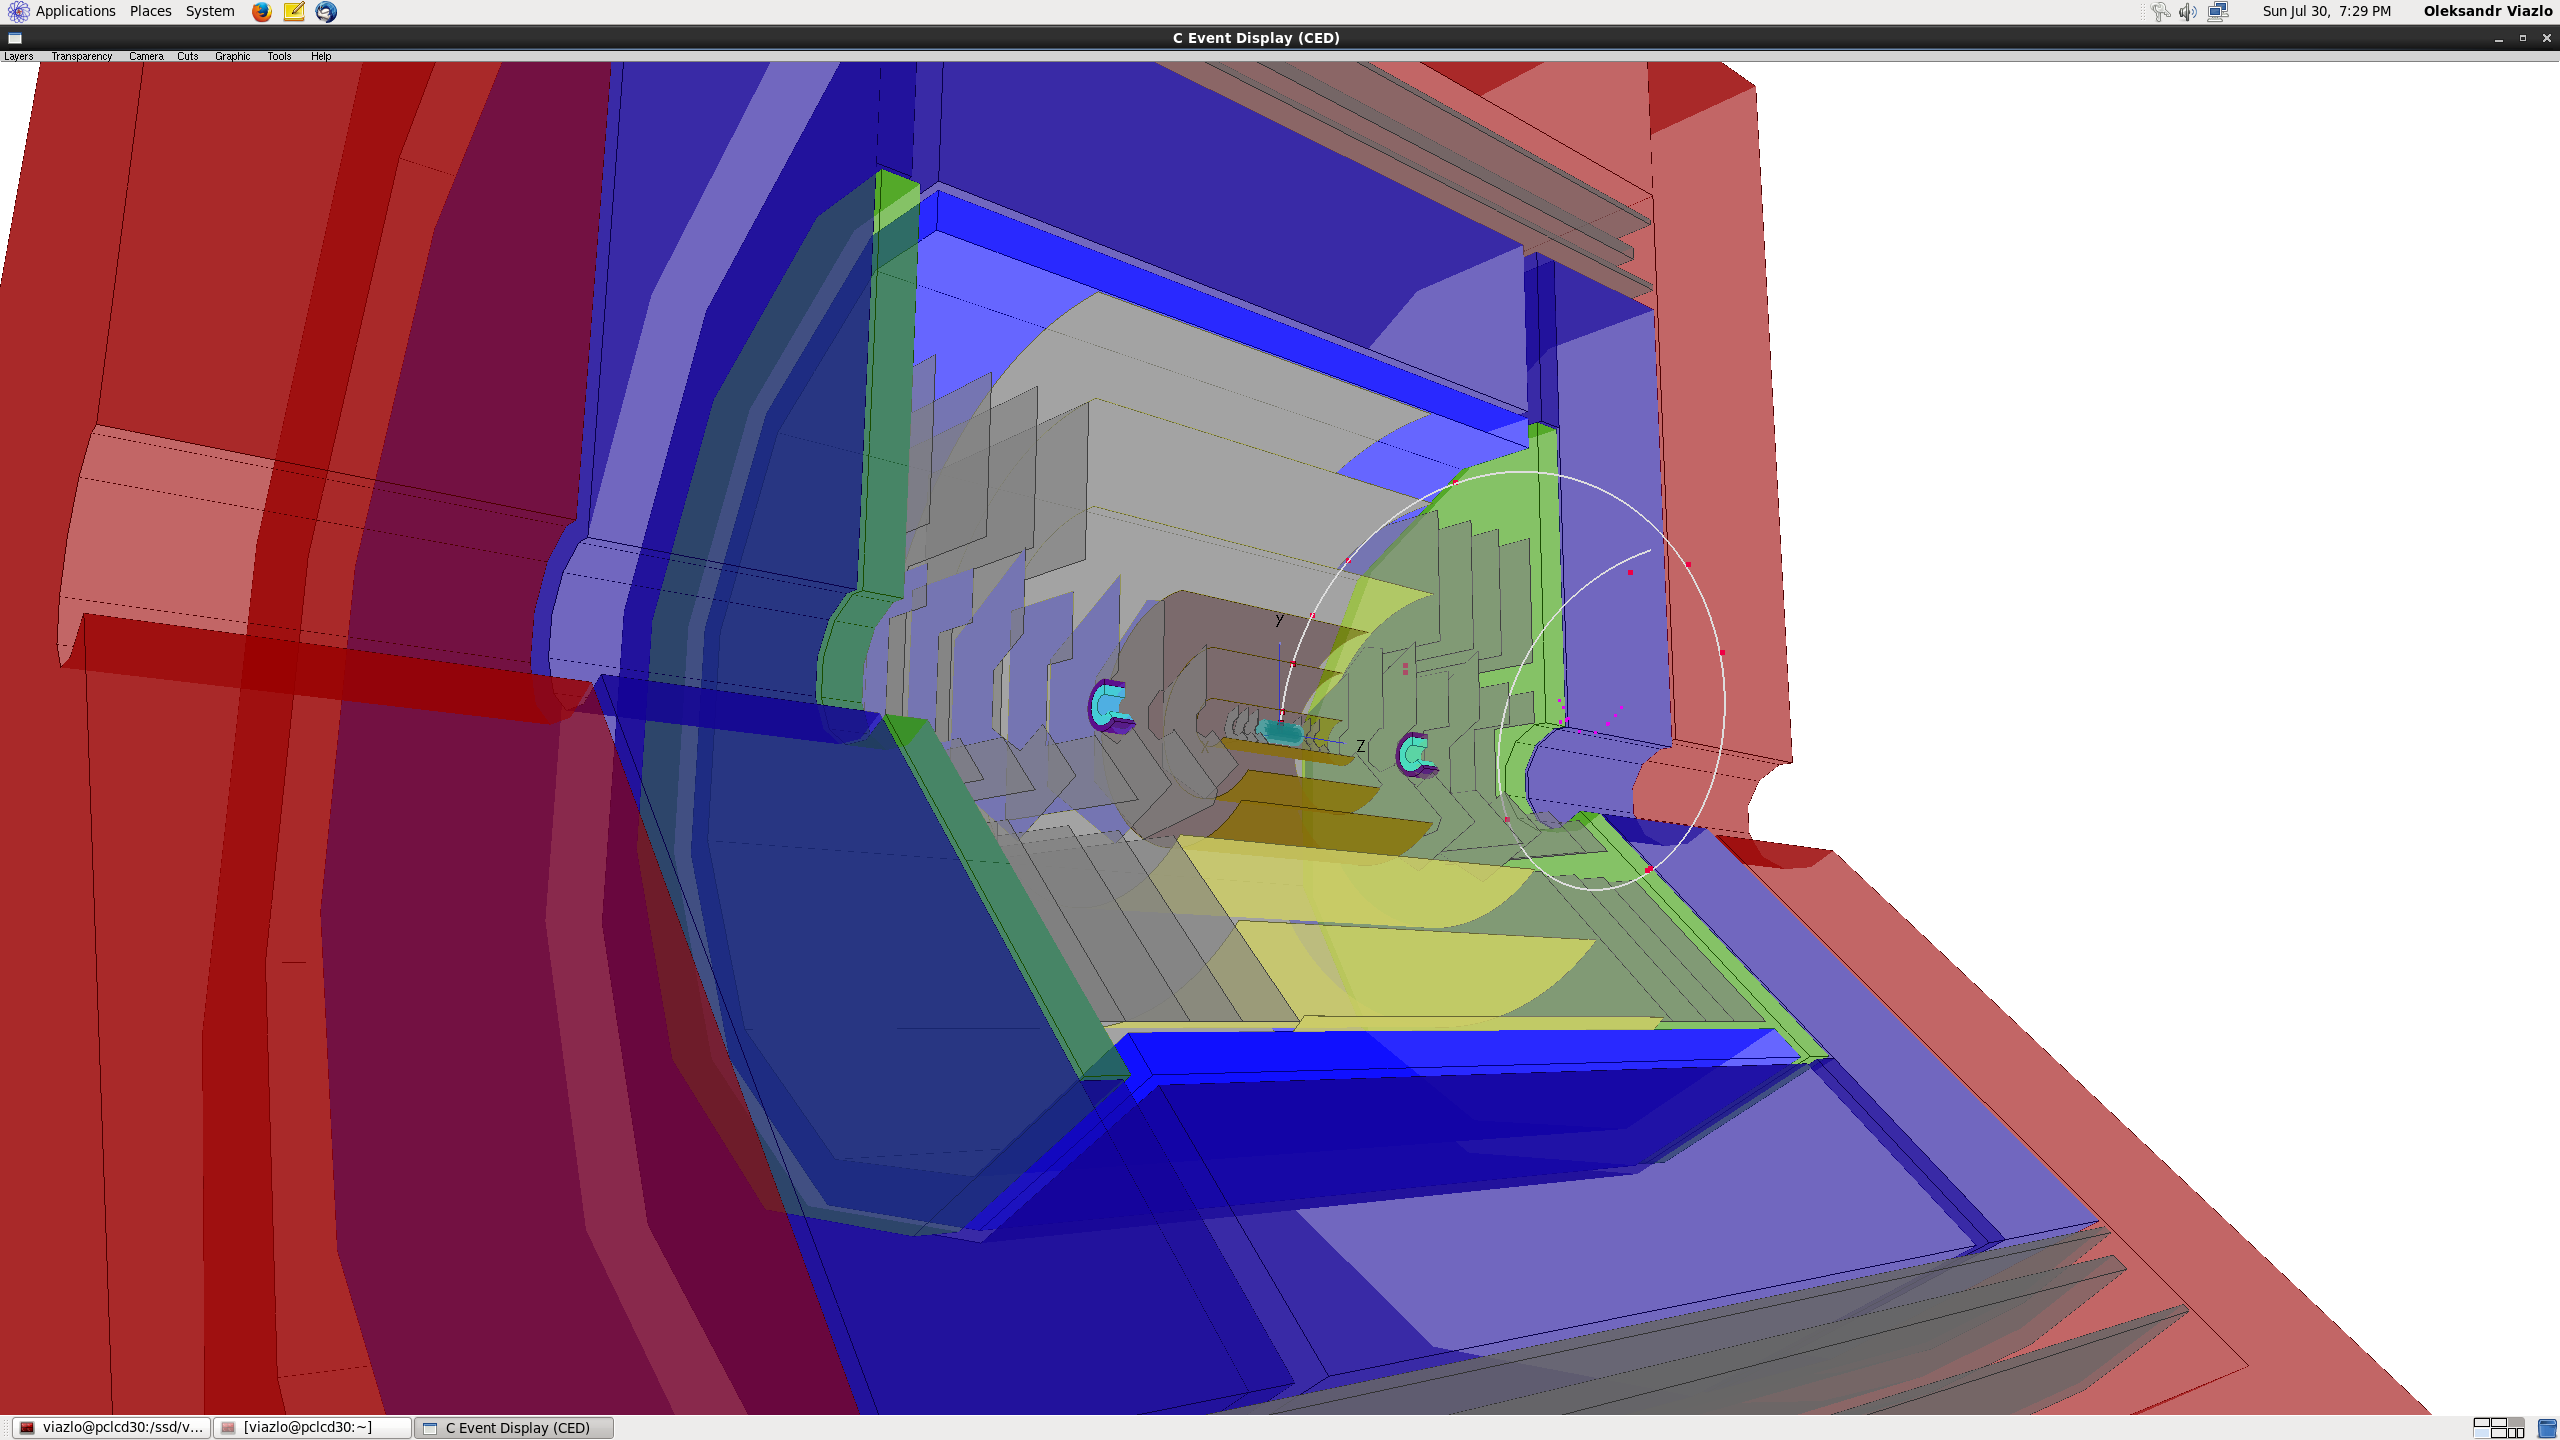 Applications Places System Sun Jul 30, 7:29 PM Oleksandr Viazlo
C Event Display (CED)
Layers Transparency Camera Cuts Graphic Tools Help
y
Z
viazlo@pclcd30:/ssd/v... [viazlo@pclcd30:~] C Event Display (CED)